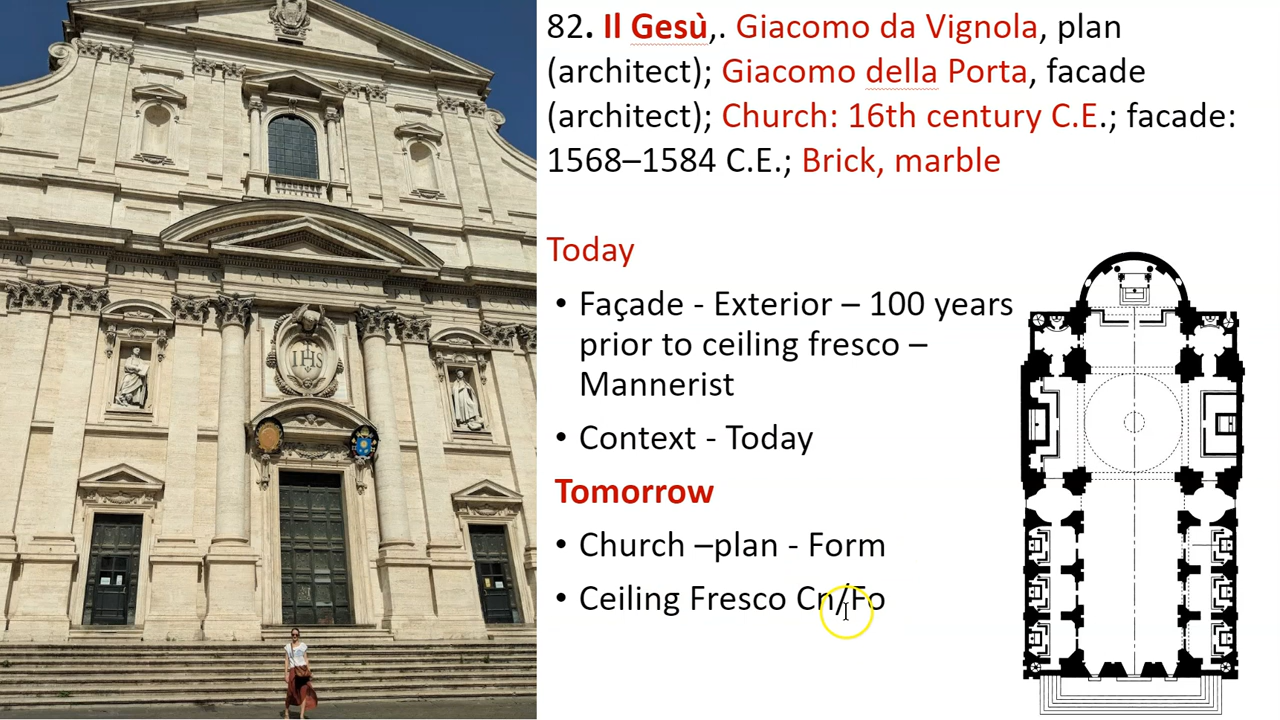 82. Il Gesù,. Giacomo da Vignola, plan
(architect); Giacomo della Porta, facade
(architect); Church: 16th century C.E.; facade:
1568–1584 C.E.; Brick, marble
Today
• Façade - Exterior – 100 years
prior to ceiling fresco –
Mannerist
• Context - Today
Tomorrow
• Church –plan - Form
• Ceiling Fresco Cn/Fo
IHS